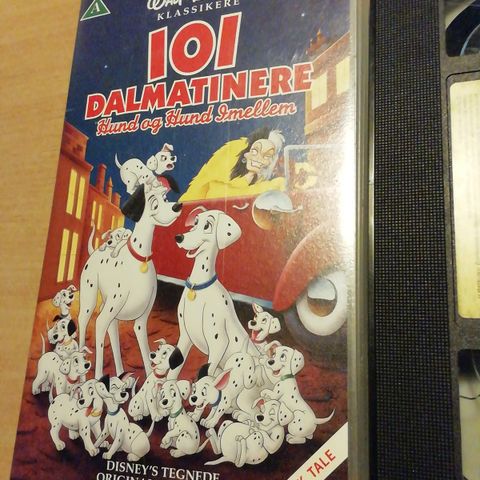 A
KLASSIKERE
101
DALMATINERE
Hund og Hund Imellem
DISNEY'S TEGNEDE
TALE